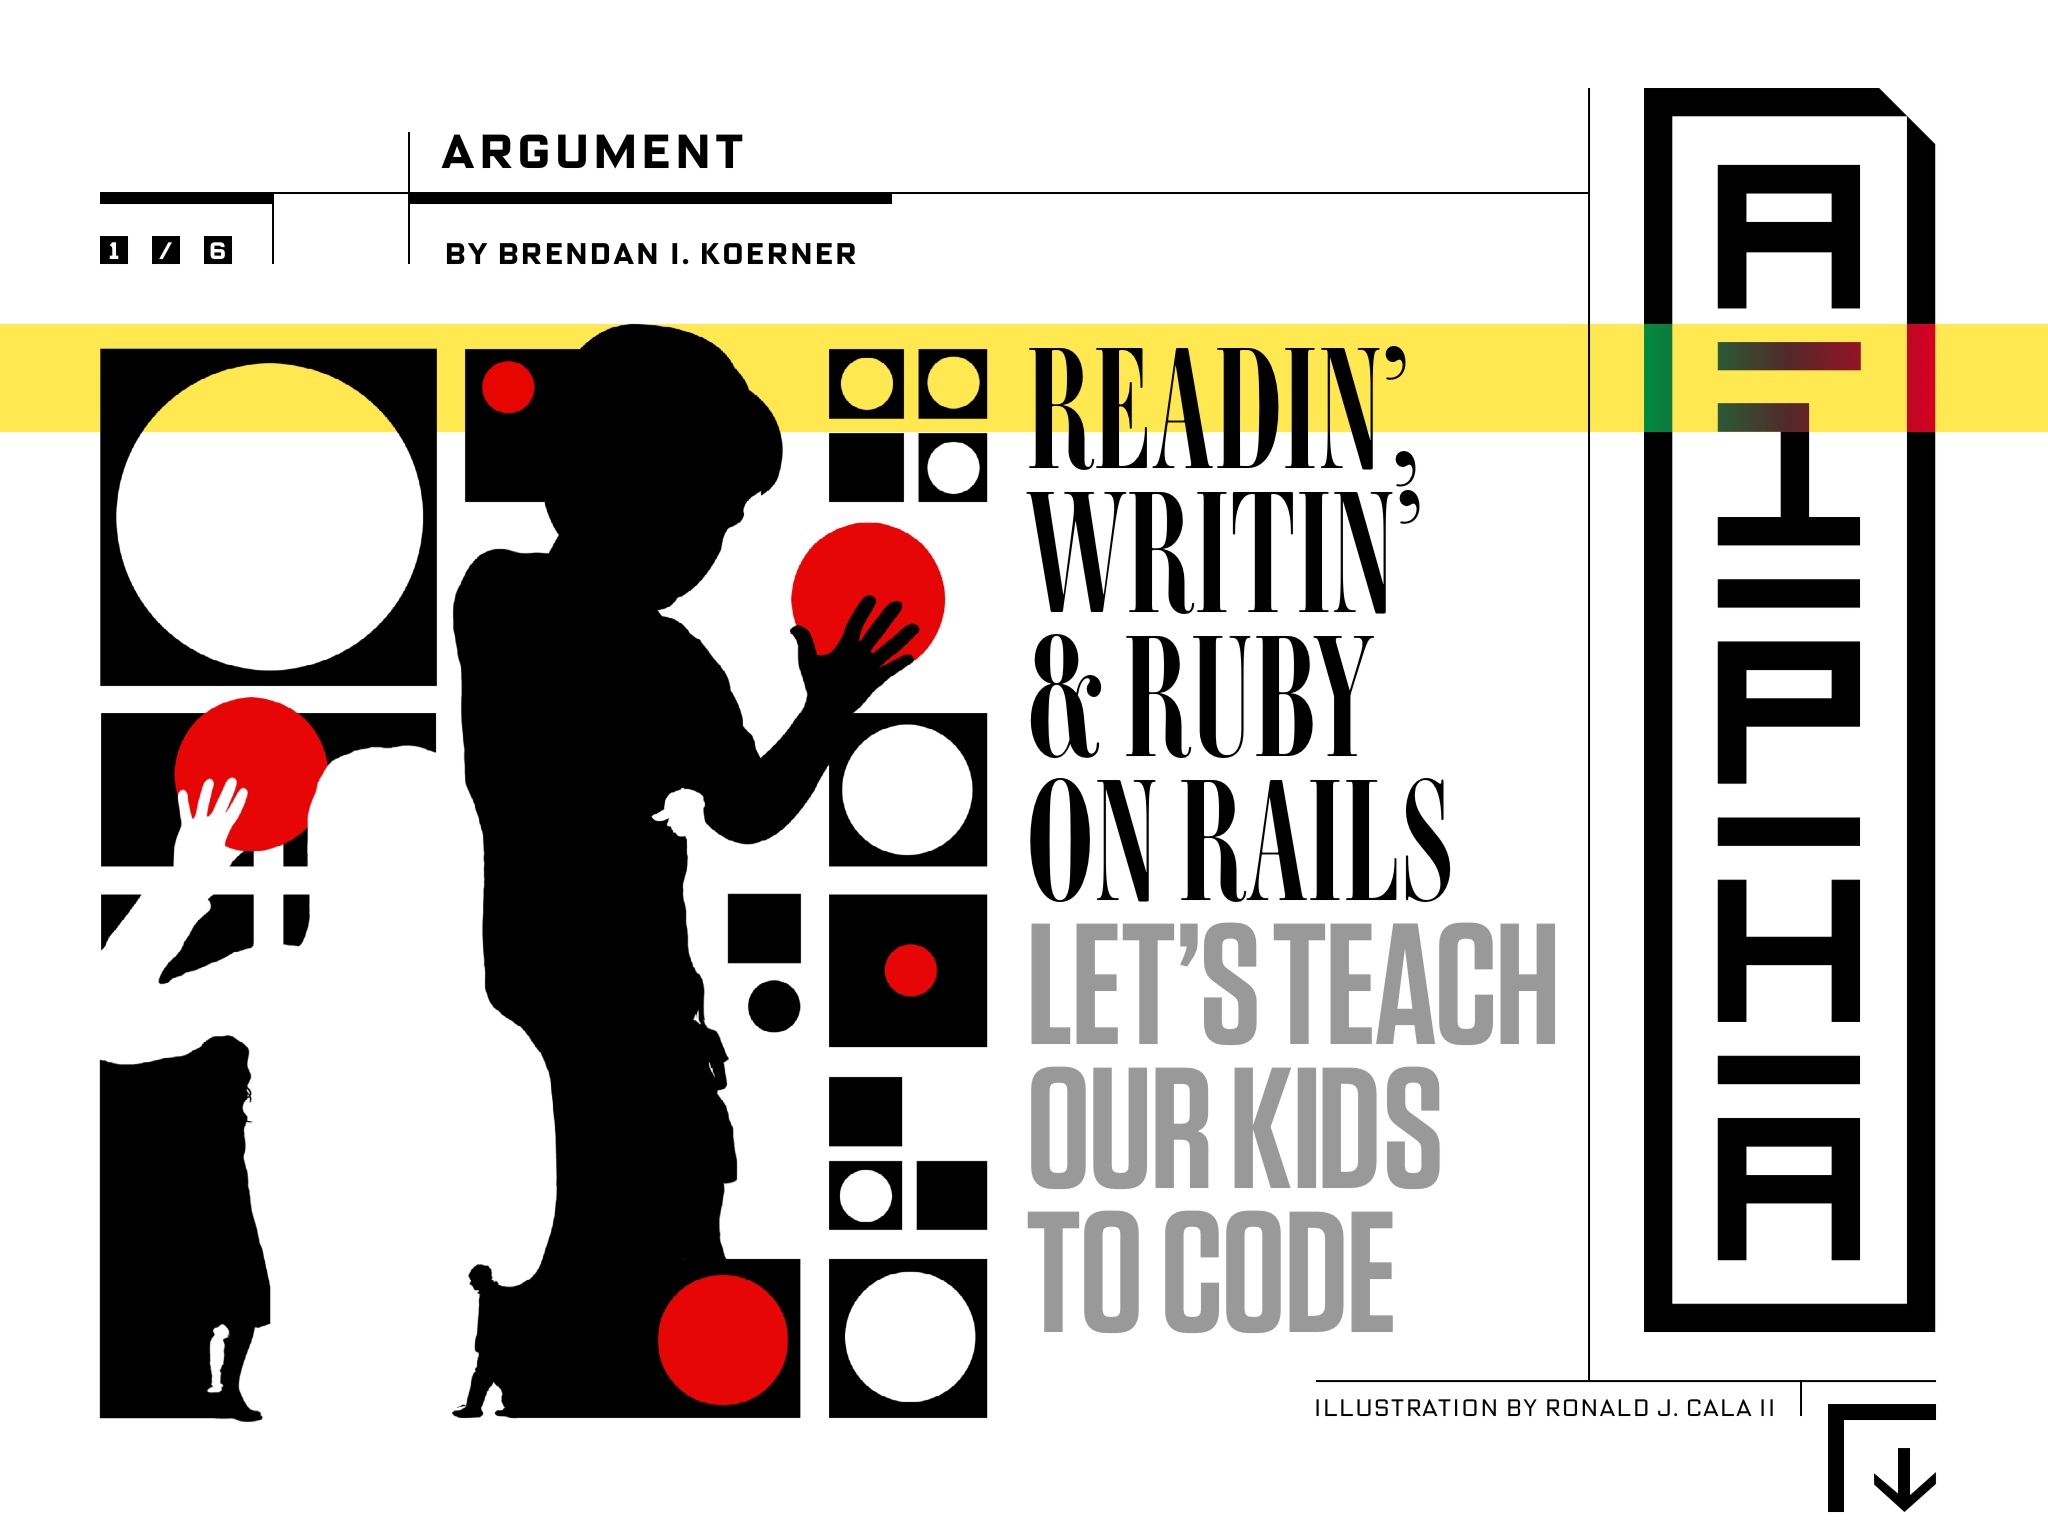 ARGUMENT
1 / 6
BY BRENDAN I. KOERNER
READIN’,
WRITIN’
& RUBY
ON RAILS
LET’S TEACH
OUR KIDS
TO CODE
ALPHA
ILLUSTRATION BY RONALD J. CALA II